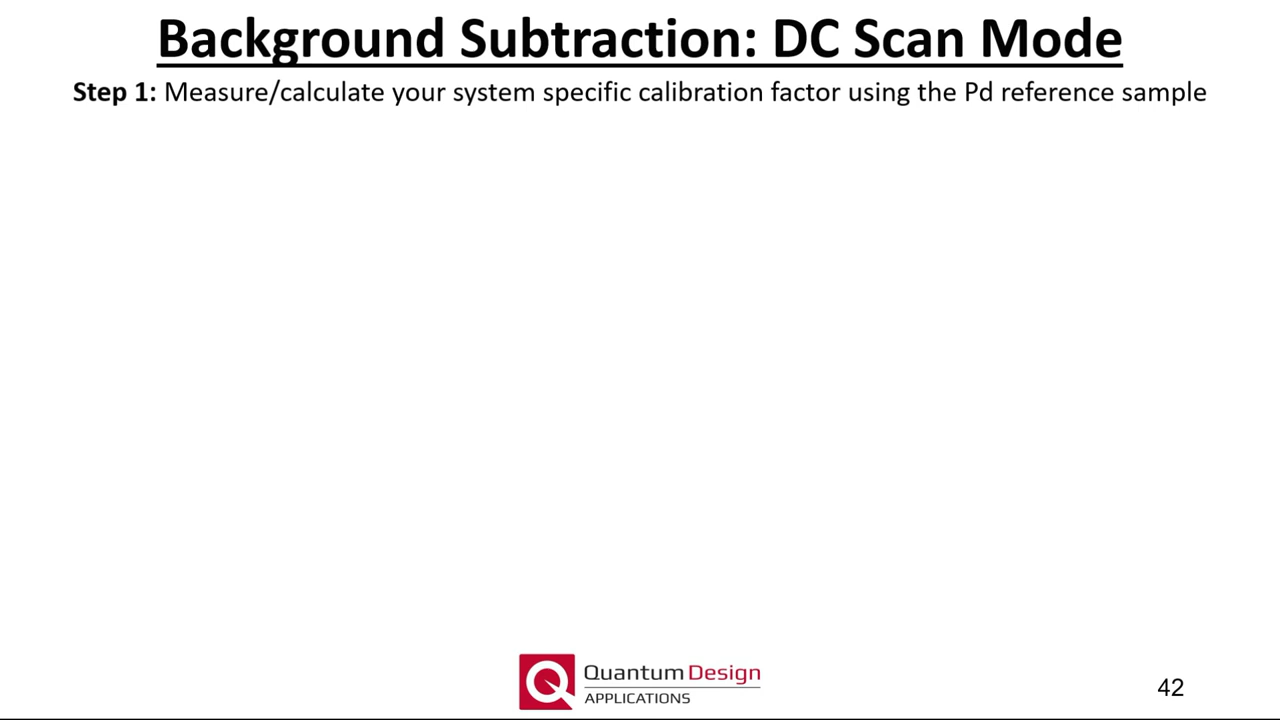 Background Subtraction: DC Scan Mode
Step 1: Measure/calculate your system specific calibration factor using the Pd reference sample
Quantum Design
APPLICATIONS
42